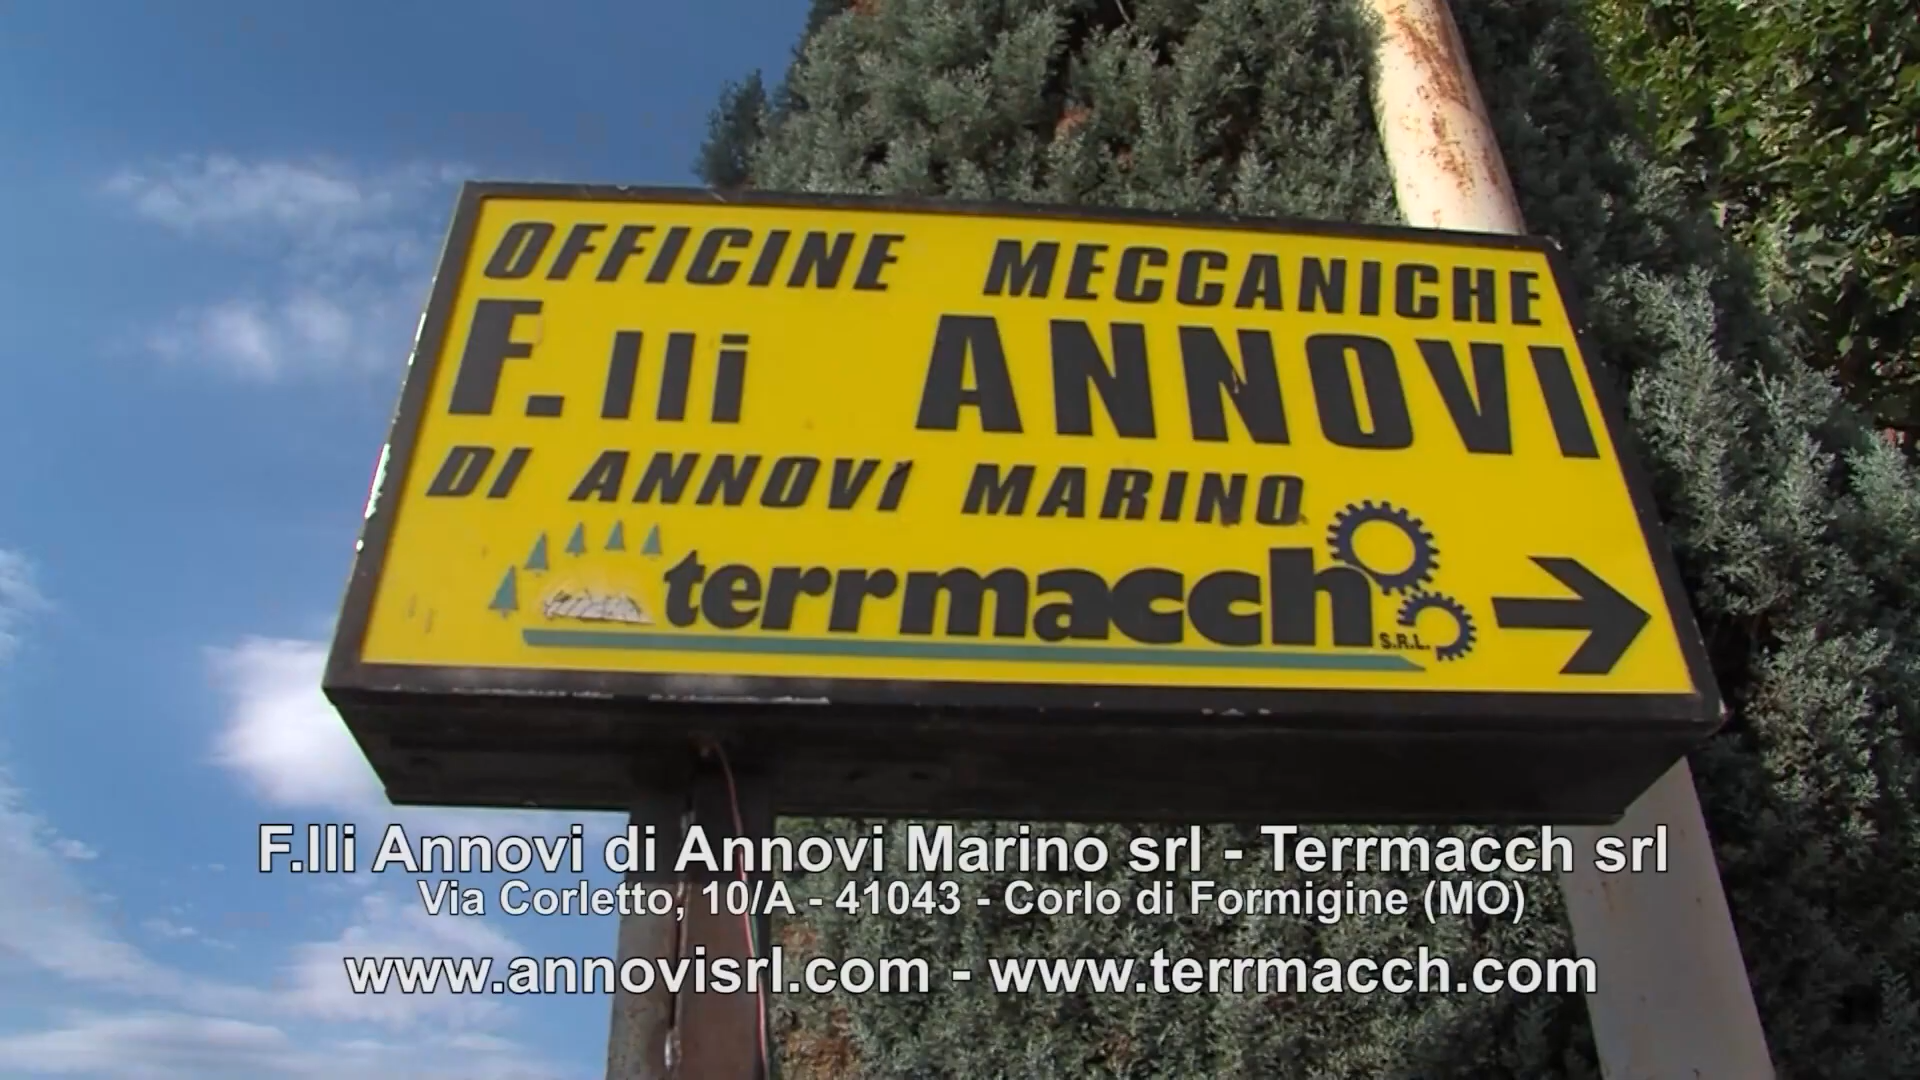 OFFICINE MECCANICHE
F.lli ANNOVI
DI ANNOVI MARINO
terrmacch S.R.L.
F.lli Annovi di Annovi Marino srl - Terrmacch srl
Via Corletto, 10/A - 41043 - Corlo di Formigine (MO)
www.annovisrl.com - www.terrmacch.com